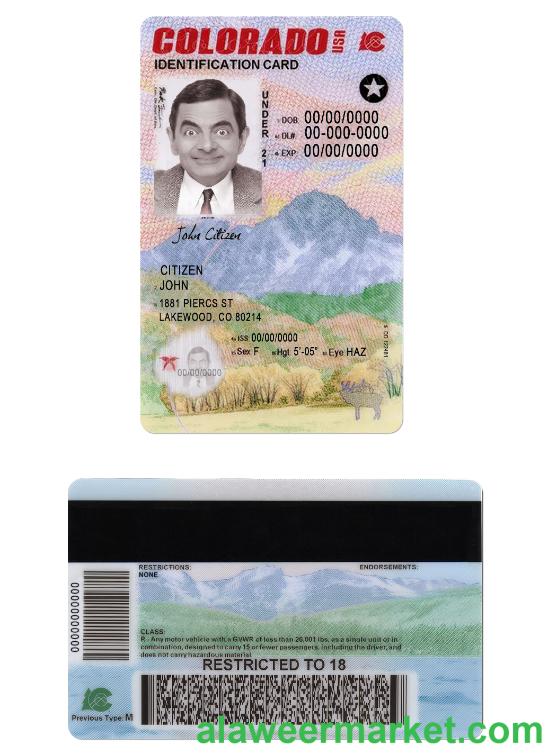 COLORADO USA
IDENTIFICATION CARD
UNDER 21
DOB 00/00/0000
DL# 00-000-0000
EXP 00/00/0000
John Citizen
CITIZEN
JOHN
1881 PIERCS ST
LAKEWOOD, CO 80214
ISS 00/00/0000
Sex F Hgt 5'-05" Eye HAZ
00/00/0000
RESTRICTIONS: ENDORSEMENTS:
NONE
00000000000
CLASS:
R - Any motor vehicle with a GVWR of less than 26,001 lbs. as a single unit or in
combination, designed to carry 15 or fewer passengers, including the driver, and
does not carry hazardous material
RESTRICTED TO 18
Previous Type: M
alaweermarket.com